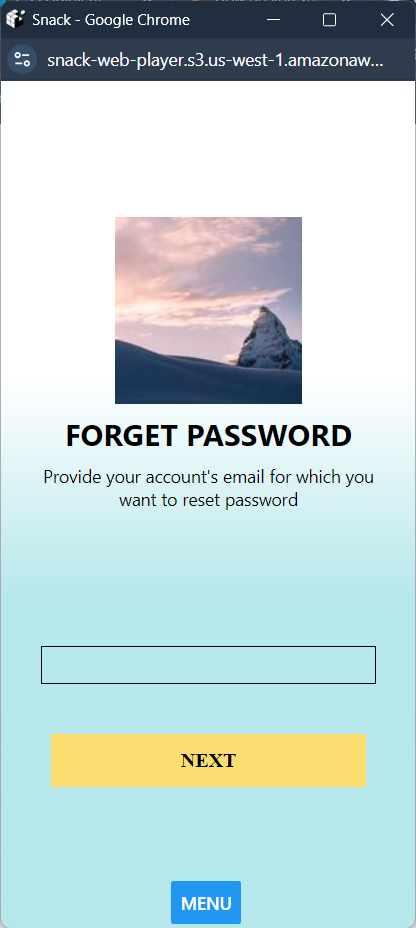 Snack - Google Chrome
snack-web-player.s3.us-west-1.amazonaw...
FORGET PASSWORD
Provide your account's email for which you
want to reset password
NEXT
MENU